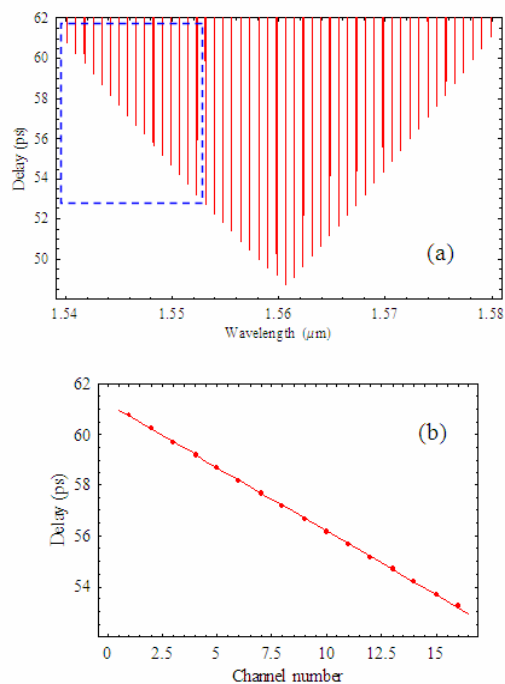 62
60
58
56
54
52
50
Delay (ps)
(a)
1.54 1.55 1.56 1.57 1.58
Wavelength (μm)
62
60
58
56
54
Delay (ps)
(b)
0 2.5 5 7.5 10 12.5 15
Channel number